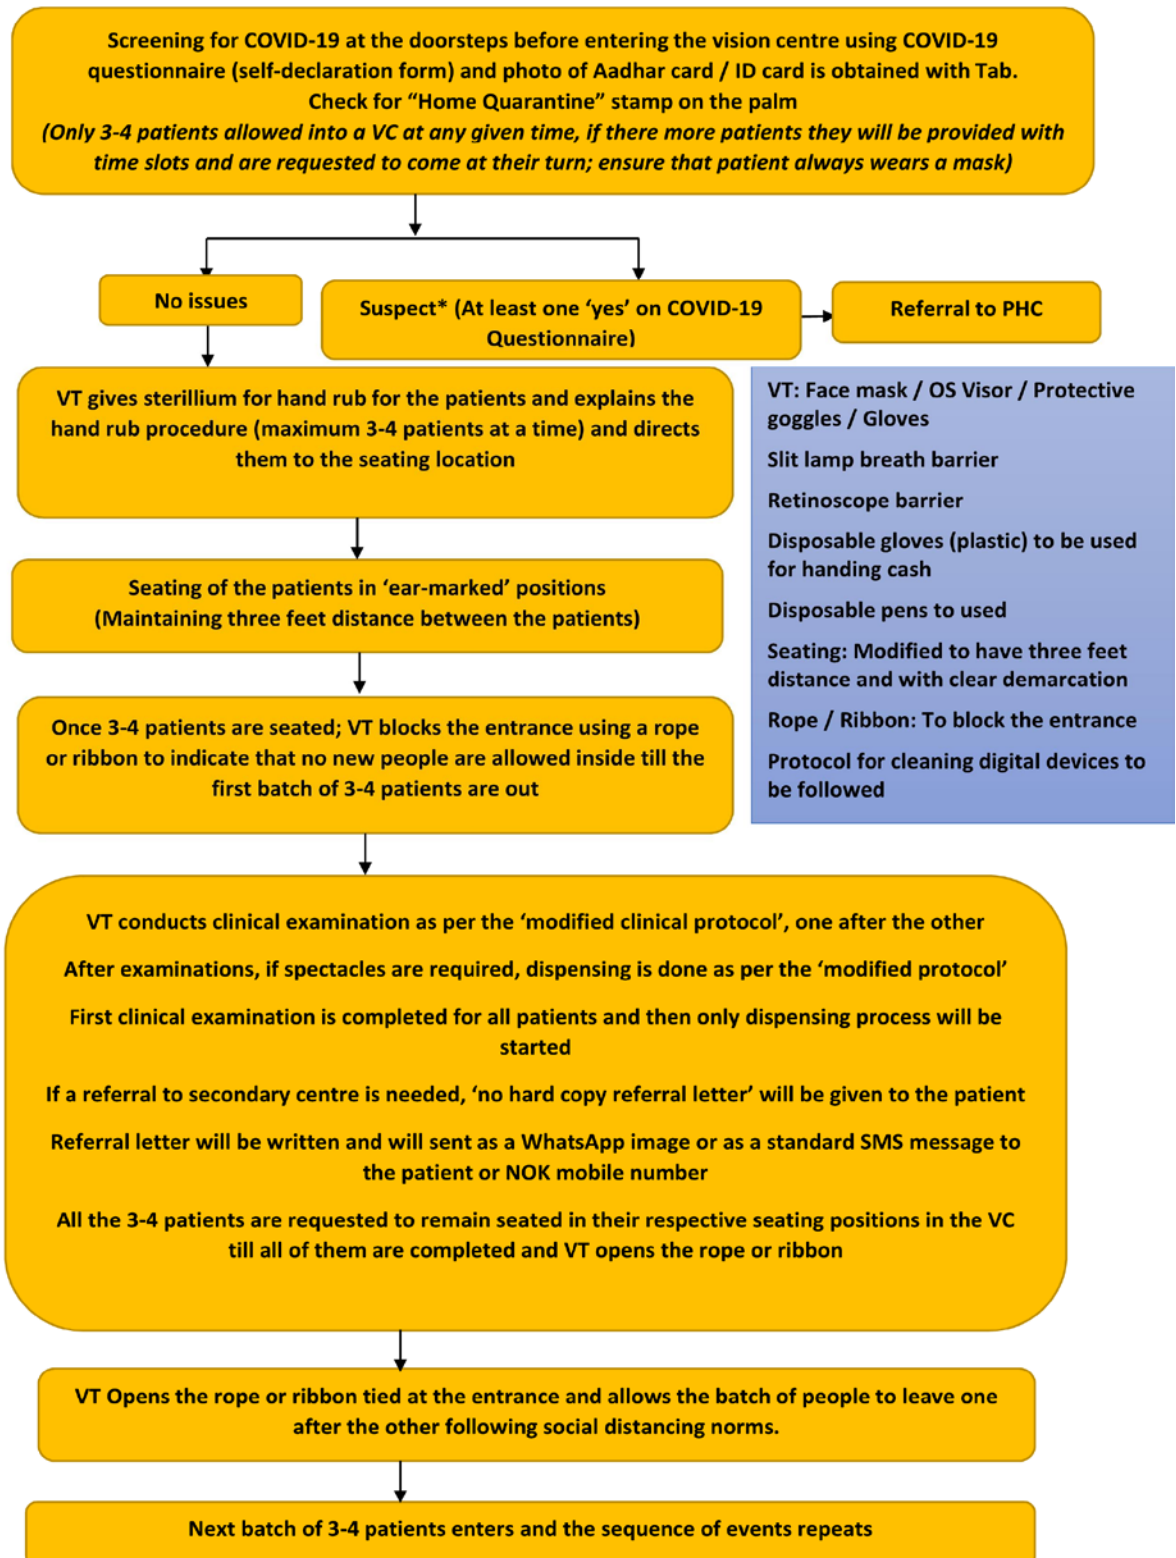 Screening for COVID-19 at the doorsteps before entering the vision centre using COVID-19
questionnaire (self-declaration form) and photo of Aadhar card / ID card is obtained with Tab.
Check for “Home Quarantine” stamp on the palm
(Only 3-4 patients allowed into a VC at any given time, if there more patients they will be provided with
time slots and are requested to come at their turn; ensure that patient always wears a mask)
No issues
Suspect* (At least one ‘yes’ on COVID-19
Questionnaire)
Referral to PHC
VT gives sterillium for hand rub for the patients and explains the
hand rub procedure (maximum 3-4 patients at a time) and directs
them to the seating location
Seating of the patients in ‘ear-marked’ positions
(Maintaining three feet distance between the patients)
Once 3-4 patients are seated; VT blocks the entrance using a rope
or ribbon to indicate that no new people are allowed inside till the
first batch of 3-4 patients are out
VT: Face mask / OS Visor / Protective
goggles / Gloves
Slit lamp breath barrier
Retinoscope barrier
Disposable gloves (plastic) to be used
for handing cash
Disposable pens to used
Seating: Modified to have three feet
distance and with clear demarcation
Rope / Ribbon: To block the entrance
Protocol for cleaning digital devices to
be followed
VT conducts clinical examination as per the ‘modified clinical protocol’, one after the other
After examinations, if spectacles are required, dispensing is done as per the ‘modified protocol’
First clinical examination is completed for all patients and then only dispensing process will be
started
If a referral to secondary centre is needed, ‘no hard copy referral letter’ will be given to the patient
Referral letter will be written and will sent as a WhatsApp image or as a standard SMS message to
the patient or NOK mobile number
All the 3-4 patients are requested to remain seated in their respective seating positions in the VC
till all of them are completed and VT opens the rope or ribbon
VT Opens the rope or ribbon tied at the entrance and allows the batch of people to leave one
after the other following social distancing norms.
Next batch of 3-4 patients enters and the sequence of events repeats